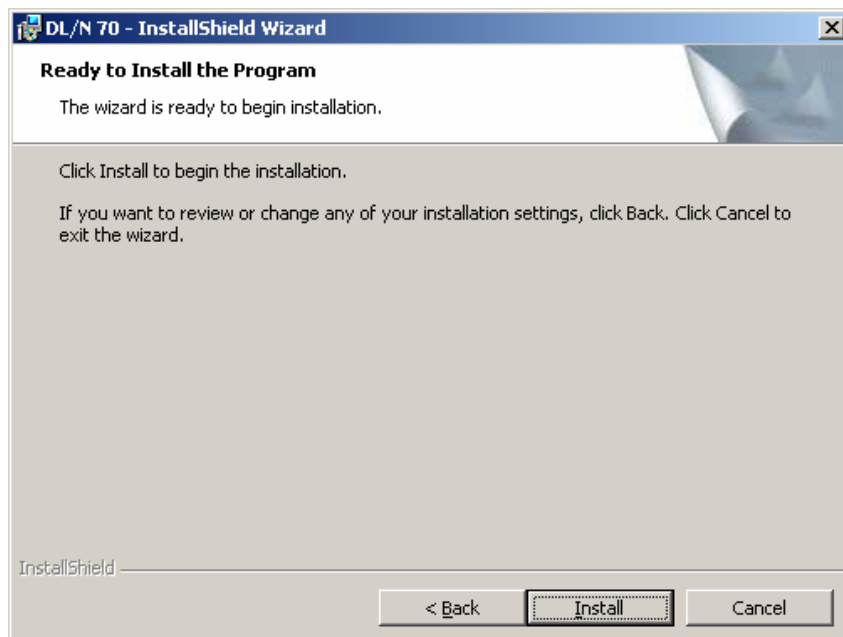 DL/N 70 - InstallShield Wizard
Ready to Install the Program
The wizard is ready to begin installation.
Click Install to begin the installation.
If you want to review or change any of your installation settings, click Back. Click Cancel to
exit the wizard.
InstallShield
< Back
Install
Cancel